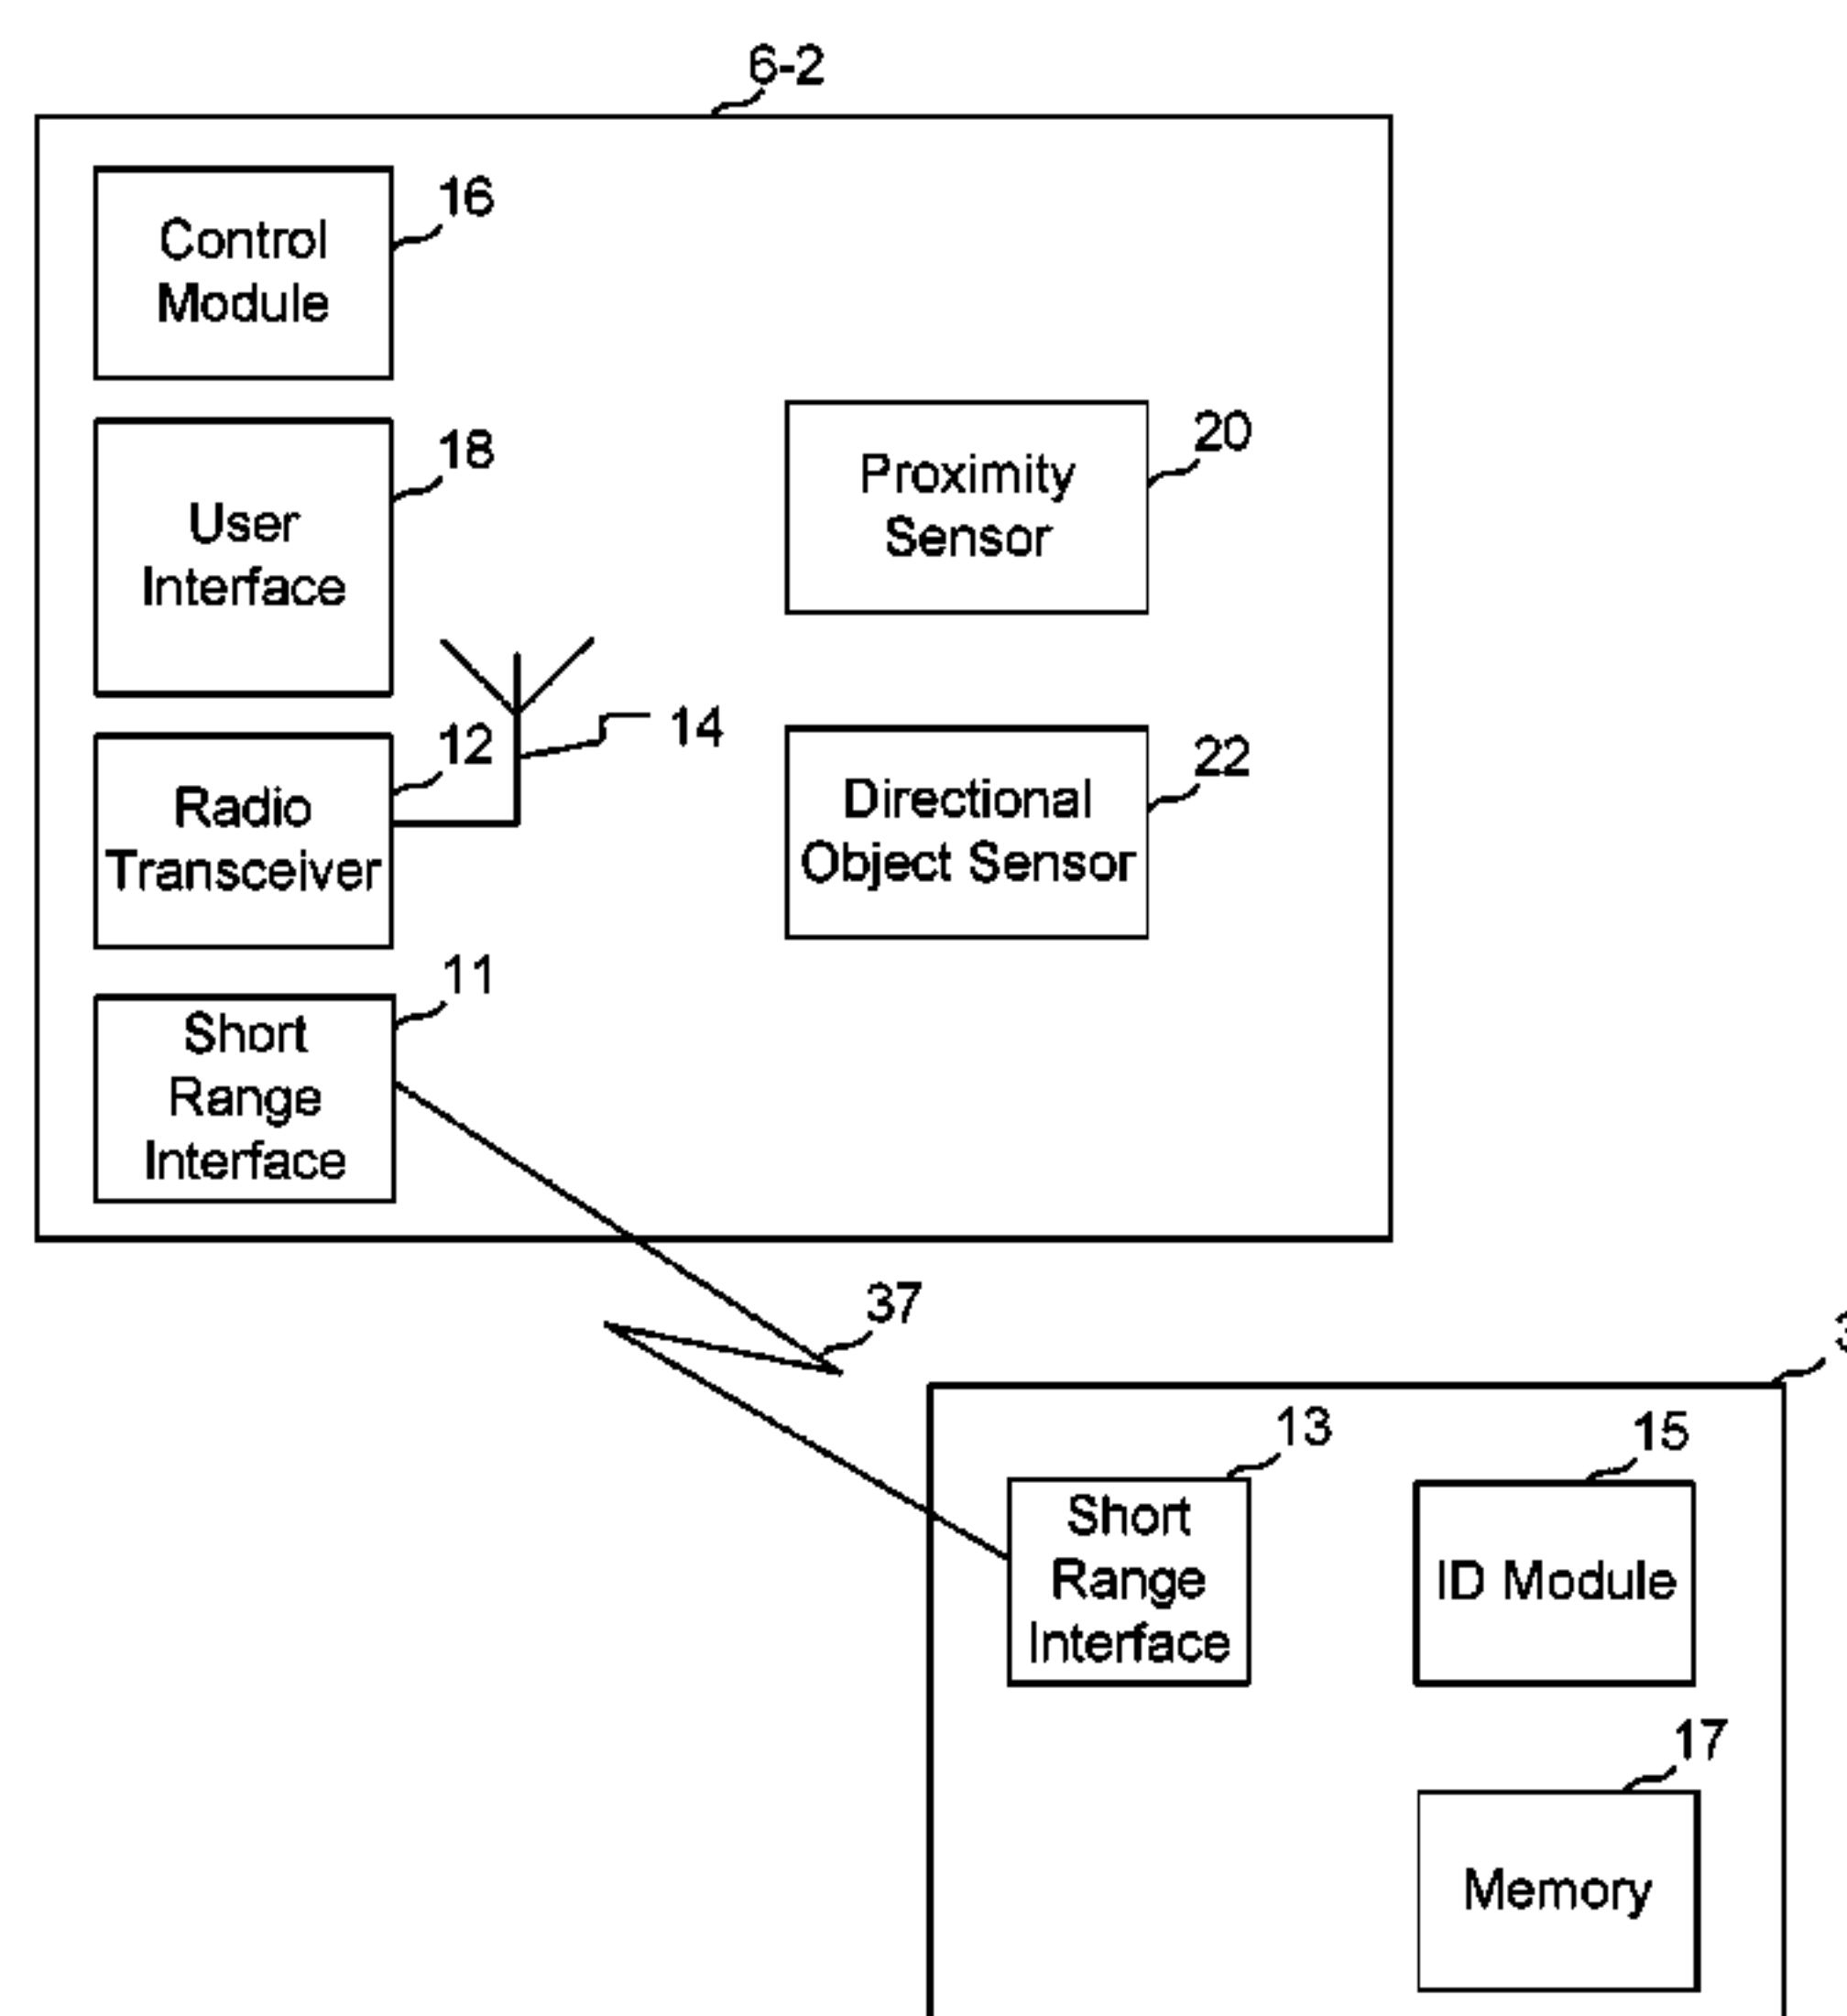 6-2
Control
Module
16
User
Interface
18
Proximity
Sensor
20
Radio
Transceiver
12
14
Directional
Object Sensor
22
Short
Range
Interface
11
37
Short
Range
Interface
13
ID Module
15
Memory
17